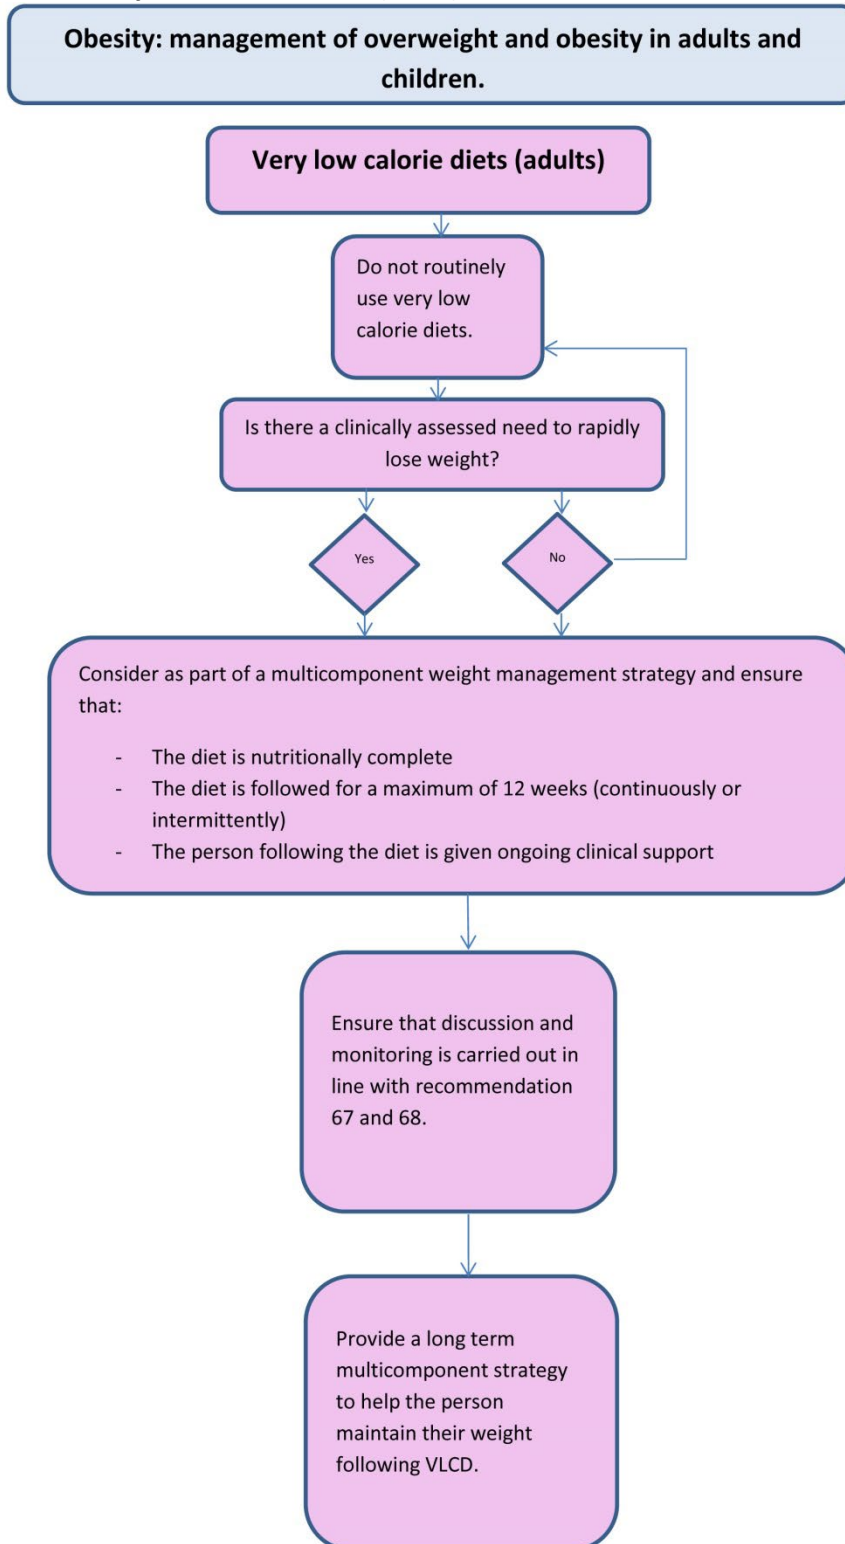 Obesity: management of overweight and obesity in adults and
children.
Very low calorie diets (adults)
Do not routinely
use very low
calorie diets.
Is there a clinically assessed need to rapidly
lose weight?
Yes
No
Consider as part of a multicomponent weight management strategy and ensure
that:
- The diet is nutritionally complete
- The diet is followed for a maximum of 12 weeks (continuously or
intermittently)
- The person following the diet is given ongoing clinical support
Ensure that discussion and
monitoring is carried out in
line with recommendation
67 and 68.
Provide a long term
multicomponent strategy
to help the person
maintain their weight
following VLCD.